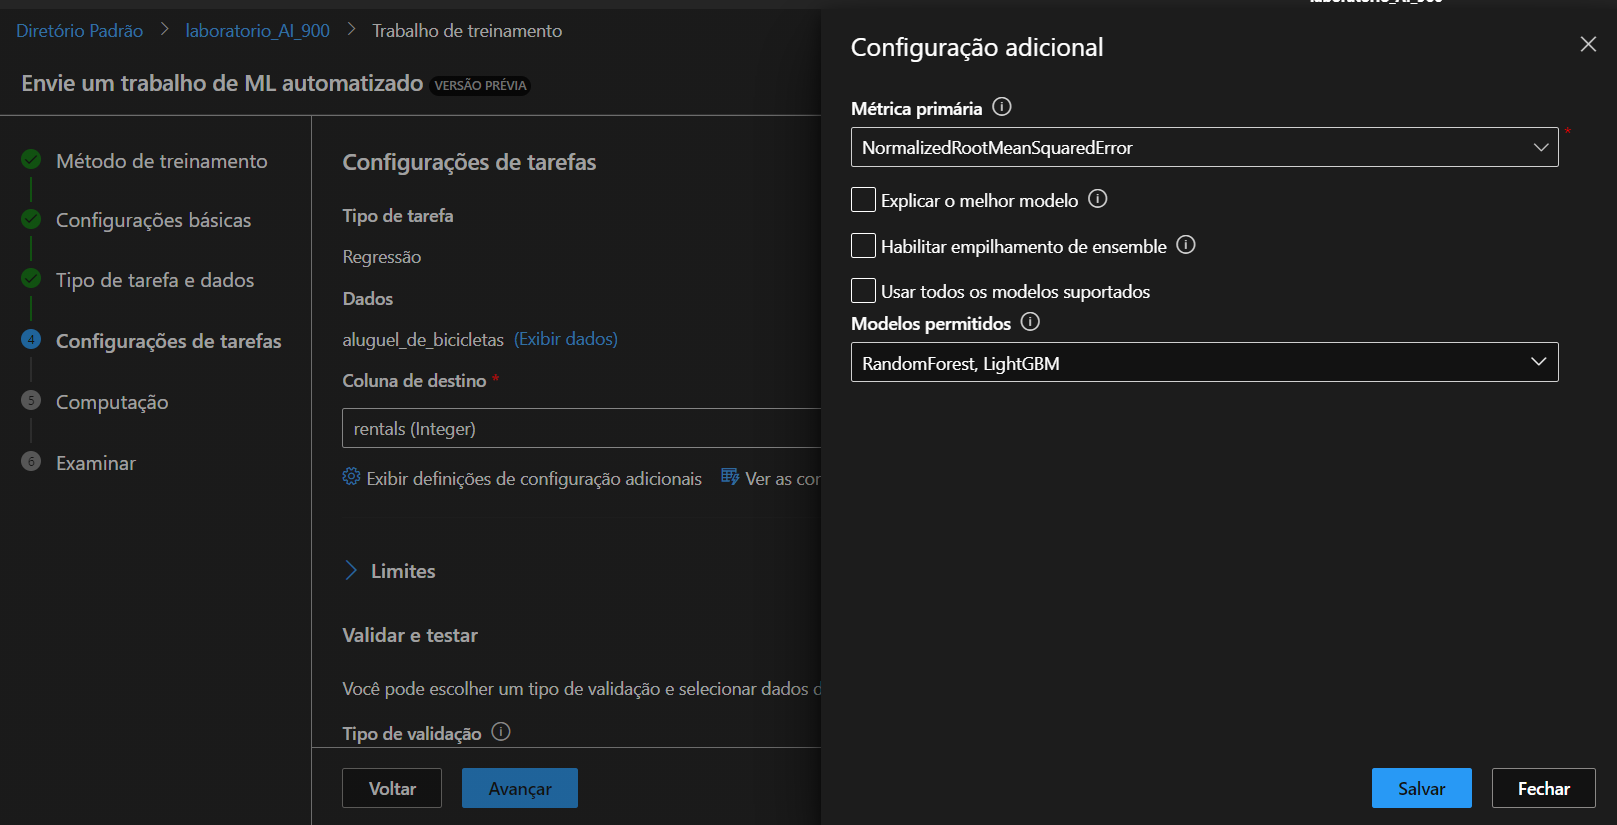 laboratorio_AI_900
Diretório Padrão > laboratorio_AI_900 > Trabalho de treinamento
Envie um trabalho de ML automatizado VERSÃO PRÉVIA
Método de treinamento
Configurações básicas
Tipo de tarefa e dados
4 Configurações de tarefas
5 Computação
6 Examinar
Configurações de tarefas
Tipo de tarefa
Regressão
Dados
aluguel_de_bicicletas (Exibir dados)
Coluna de destino *
rentals (Integer)
Exibir definições de configuração adicionais Ver as cor
Limites
Validar e testar
Você pode escolher um tipo de validação e selecionar dados d
Tipo de validação
Voltar Avançar
Configuração adicional
Métrica primária
NormalizedRootMeanSquaredError *
Explicar o melhor modelo
Habilitar empilhamento de ensemble
Usar todos os modelos suportados
Modelos permitidos
RandomForest, LightGBM
Salvar Fechar